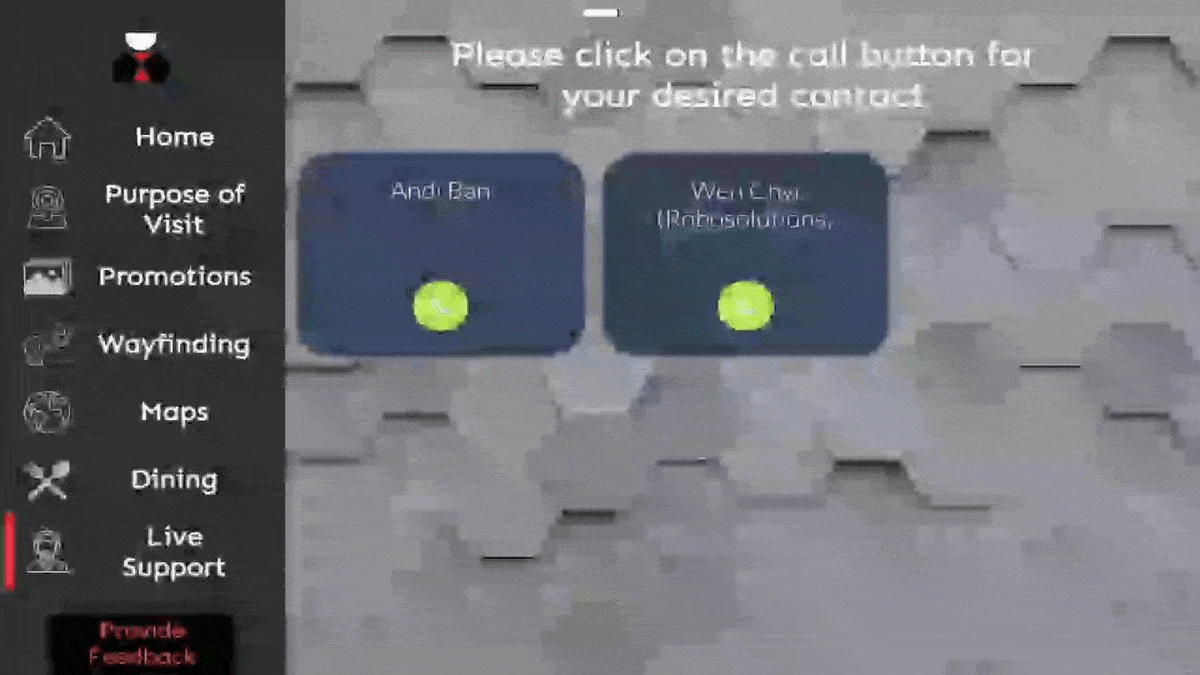 Please click on the call button for
your desired contact
Home
Purpose of
Visit
Promotions
Wayfinding
Maps
Dining
Live
Support
Provide
Feedback
Andi Ban
(Robosolutions)